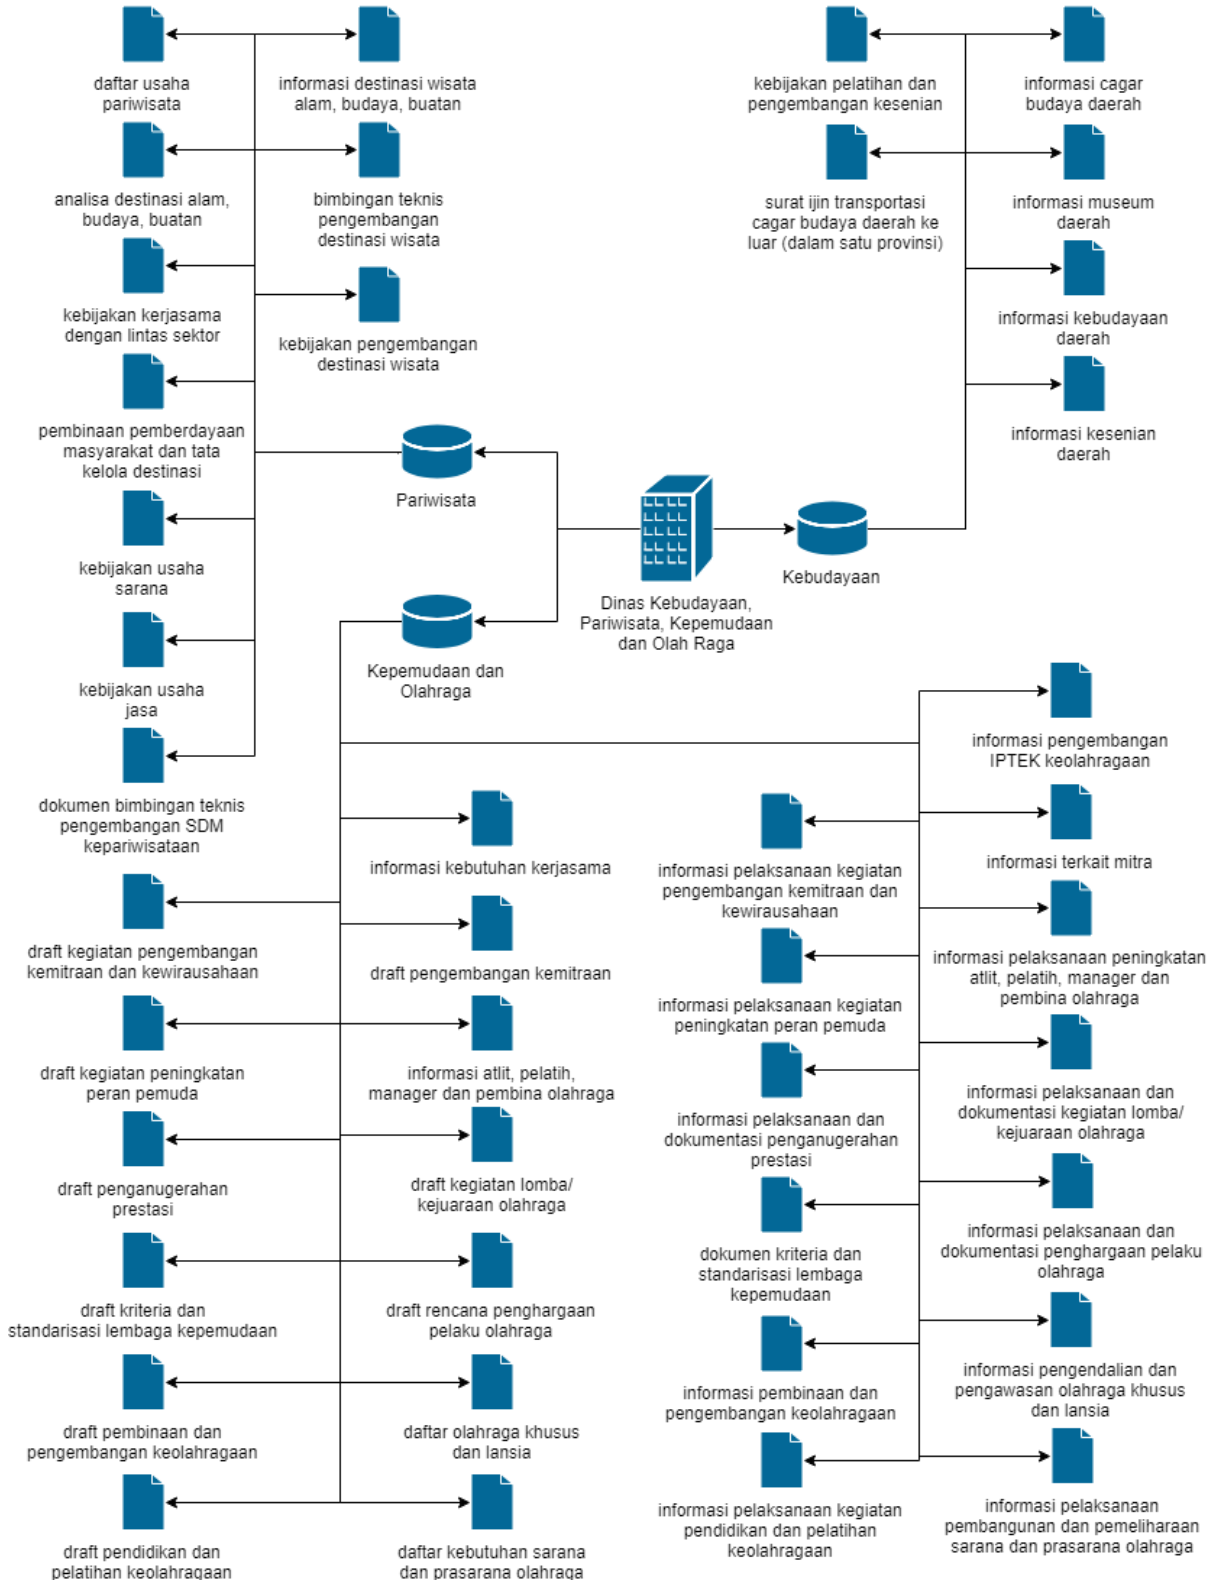 daftar usaha
pariwisata
informasi destinasi wisata
alam, budaya, buatan
analisa destinasi alam,
budaya, buatan
bimbingan teknis
pengembangan
destinasi wisata
kebijakan kerjasama
dengan lintas sektor
kebijakan pengembangan
destinasi wisata
pembinaan pemberdayaan
masyarakat dan tata
kelola destinasi
kebijakan usaha
sarana
kebijakan usaha
jasa
dokumen bimbingan teknis
pengembangan SDM
kepariwisataan
Pariwisata
kebijakan pelatihan dan
pengembangan kesenian
informasi cagar
budaya daerah
surat ijin transportasi
cagar budaya daerah ke
luar (dalam satu provinsi)
informasi museum
daerah
informasi kebudayaan
daerah
informasi kesenian
daerah
Kebudayaan
Dinas Kebudayaan,
Pariwisata, Kepemudaan
dan Olah Raga
Kepemudaan dan
Olahraga
informasi kebutuhan kerjasama
draft kegiatan pengembangan
kemitraan dan kewirausahaan
draft pengembangan kemitraan
draft kegiatan peningkatan
peran pemuda
informasi atlit, pelatih,
manager dan pembina olahraga
draft penganugerahan
prestasi
draft kegiatan lomba/
kejuaraan olahraga
draft kriteria dan
standarisasi lembaga kepemudaan
draft rencana penghargaan
pelaku olahraga
draft pembinaan dan
pengembangan keolahragaan
daftar olahraga khusus
dan lansia
draft pendidikan dan
pelatihan keolahragaan
daftar kebutuhan sarana
dan prasarana olahraga
informasi pengembangan
IPTEK keolahragaan
informasi pelaksanaan kegiatan
pengembangan kemitraan dan
kewirausahaan
informasi terkait mitra
informasi pelaksanaan kegiatan
peningkatan peran pemuda
informasi pelaksanaan peningkatan
atlit, pelatih, manager dan
pembina olahraga
informasi pelaksanaan dan
dokumentasi penganugerahan
prestasi
informasi pelaksanaan dan
dokumentasi kegiatan lomba/
kejuaraan olahraga
dokumen kriteria dan
standarisasi lembaga
kepemudaan
informasi pelaksanaan dan
dokumentasi penghargaan pelaku
olahraga
informasi pembinaan dan
pengembangan keolahragaan
informasi pengendalian dan
pengawasan olahraga khusus
dan lansia
informasi pelaksanaan kegiatan
pendidikan dan pelatihan
keolahragaan
informasi pelaksanaan
pembangunan dan pemeliharaan
sarana dan prasarana olahraga